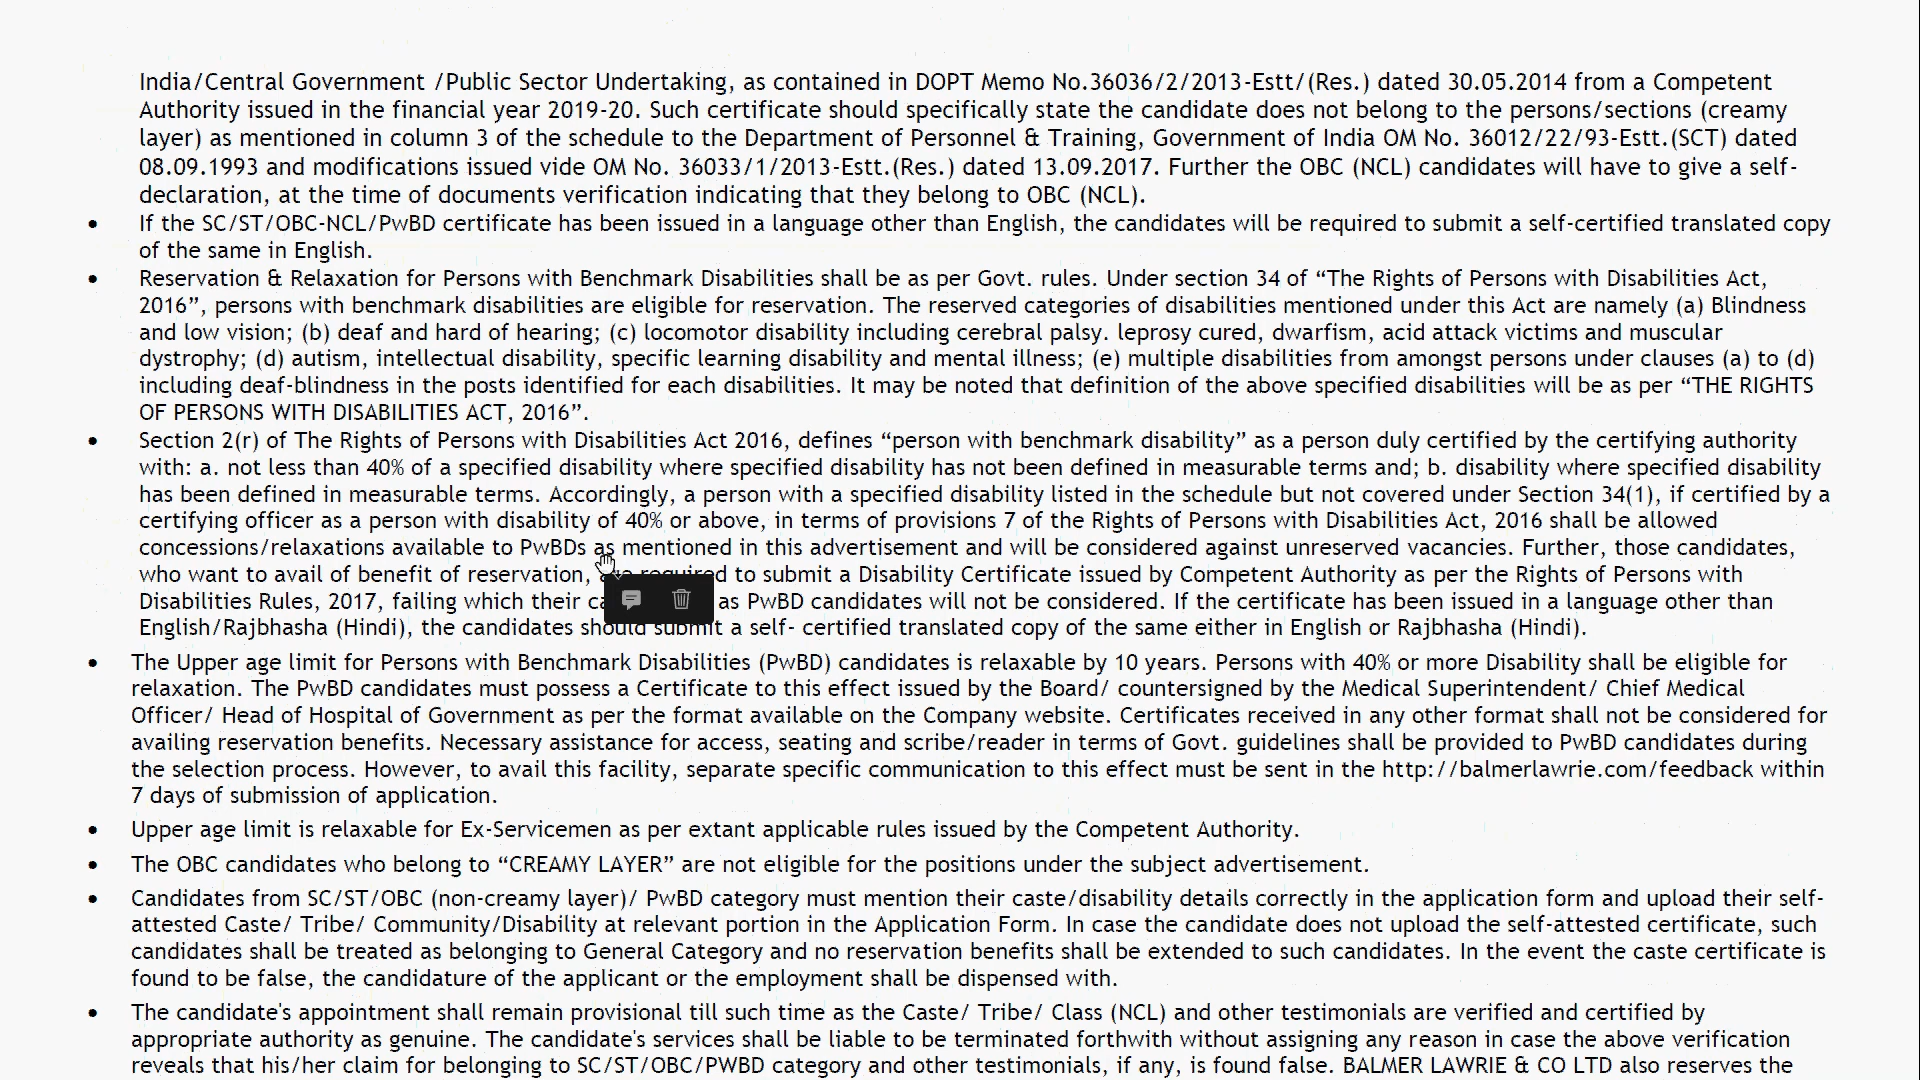 India/Central Government /Public Sector Undertaking, as contained in DOPT Memo No.36036/2/2013-Estt/(Res.) dated 30.05.2014 from a Competent
Authority issued in the financial year 2019-20. Such certificate should specifically state the candidate does not belong to the persons/sections (creamy
layer) as mentioned in column 3 of the schedule to the Department of Personnel & Training, Government of India OM No. 36012/22/93-Estt.(SCT) dated
08.09.1993 and modifications issued vide OM No. 36033/1/2013-Estt.(Res.) dated 13.09.2017. Further the OBC (NCL) candidates will have to give a self-
declaration, at the time of documents verification indicating that they belong to OBC (NCL).
• If the SC/ST/OBC-NCL/PwBD certificate has been issued in a language other than English, the candidates will be required to submit a self-certified translated copy
of the same in English.
• Reservation & Relaxation for Persons with Benchmark Disabilities shall be as per Govt. rules. Under section 34 of “The Rights of Persons with Disabilities Act,
2016”, persons with benchmark disabilities are eligible for reservation. The reserved categories of disabilities mentioned under this Act are namely (a) Blindness
and low vision; (b) deaf and hard of hearing; (c) locomotor disability including cerebral palsy. leprosy cured, dwarfism, acid attack victims and muscular
dystrophy; (d) autism, intellectual disability, specific learning disability and mental illness; (e) multiple disabilities from amongst persons under clauses (a) to (d)
including deaf-blindness in the posts identified for each disabilities. It may be noted that definition of the above specified disabilities will be as per “THE RIGHTS
OF PERSONS WITH DISABILITIES ACT, 2016”.
• Section 2(r) of The Rights of Persons with Disabilities Act 2016, defines “person with benchmark disability” as a person duly certified by the certifying authority
with: a. not less than 40% of a specified disability where specified disability has not been defined in measurable terms and; b. disability where specified disability
has been defined in measurable terms. Accordingly, a person with a specified disability listed in the schedule but not covered under Section 34(1), if certified by a
certifying officer as a person with disability of 40% or above, in terms of provisions 7 of the Rights of Persons with Disabilities Act, 2016 shall be allowed
concessions/relaxations available to PwBDs as mentioned in this advertisement and will be considered against unreserved vacancies. Further, those candidates,
who want to avail of benefit of reservation, are required to submit a Disability Certificate issued by Competent Authority as per the Rights of Persons with
Disabilities Rules, 2017, failing which their as PwBD candidates will not be considered. If the certificate has been issued in a language other than
English/Rajbhasha (Hindi), the candidates should submit a self- certified translated copy of the same either in English or Rajbhasha (Hindi).
• The Upper age limit for Persons with Benchmark Disabilities (PwBD) candidates is relaxable by 10 years. Persons with 40% or more Disability shall be eligible for
relaxation. The PwBD candidates must possess a Certificate to this effect issued by the Board/ countersigned by the Medical Superintendent/ Chief Medical
Officer/ Head of Hospital of Government as per the format available on the Company website. Certificates received in any other format shall not be considered for
availing reservation benefits. Necessary assistance for access, seating and scribe/reader in terms of Govt. guidelines shall be provided to PwBD candidates during
the selection process. However, to avail this facility, separate specific communication to this effect must be sent in the http://balmerlawrie.com/feedback within
7 days of submission of application.
• Upper age limit is relaxable for Ex-Servicemen as per extant applicable rules issued by the Competent Authority.
• The OBC candidates who belong to “CREAMY LAYER” are not eligible for the positions under the subject advertisement.
• Candidates from SC/ST/OBC (non-creamy layer)/ PwBD category must mention their caste/disability details correctly in the application form and upload their self-
attested Caste/ Tribe/ Community/Disability at relevant portion in the Application Form. In case the candidate does not upload the self-attested certificate, such
candidates shall be treated as belonging to General Category and no reservation benefits shall be extended to such candidates. In the event the caste certificate is
found to be false, the candidature of the applicant or the employment shall be dispensed with.
• The candidate's appointment shall remain provisional till such time as the Caste/ Tribe/ Class (NCL) and other testimonials are verified and certified by
appropriate authority as genuine. The candidate's services shall be liable to be terminated forthwith without assigning any reason in case the above verification
reveals that his/her claim for belonging to SC/ST/OBC/PWBD category and other testimonials, if any, is found false. BALMER LAWRIE & CO LTD also reserves the